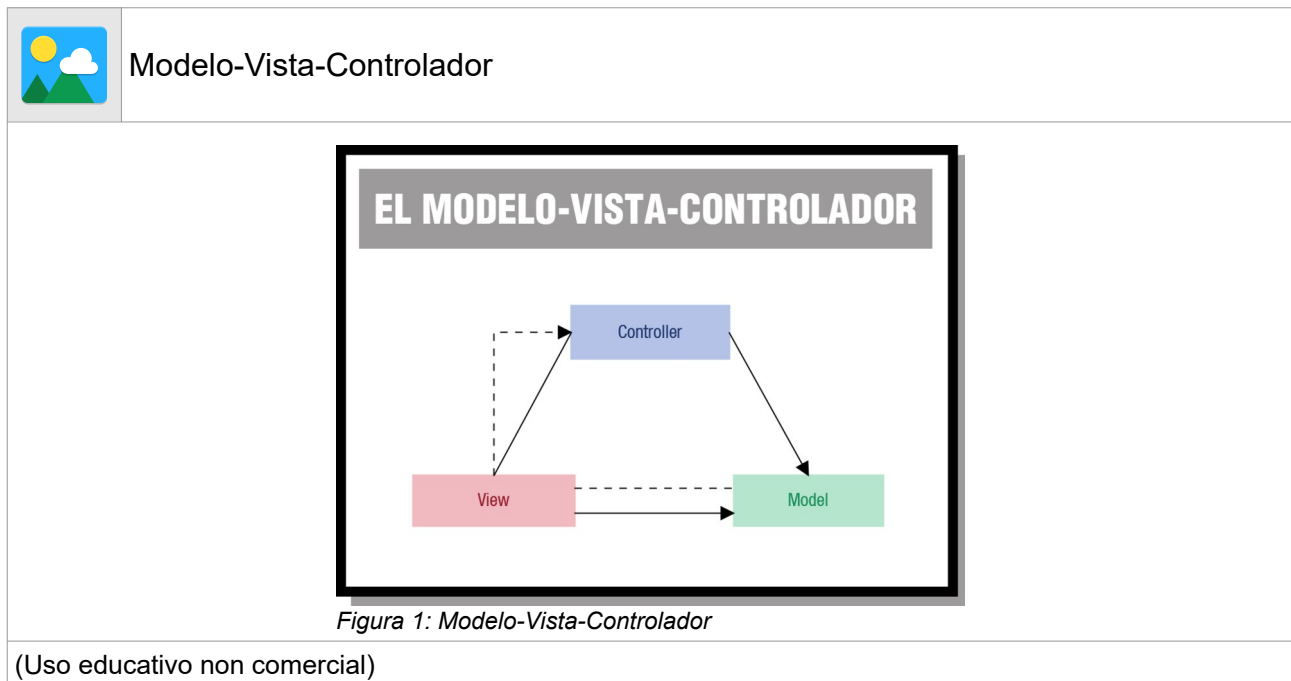 Modelo-Vista-Controlador
EL MODELO-VISTA-CONTROLADOR
Controller
View
Model
Figura 1: Modelo-Vista-Controlador
(Uso educativo non comercial)